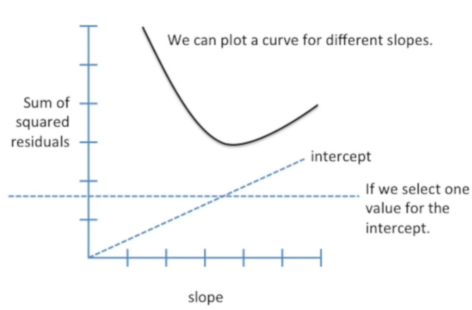 We can plot a curve for different slopes.
Sum of
squared
residuals
intercept
If we select one
value for the
intercept.
slope